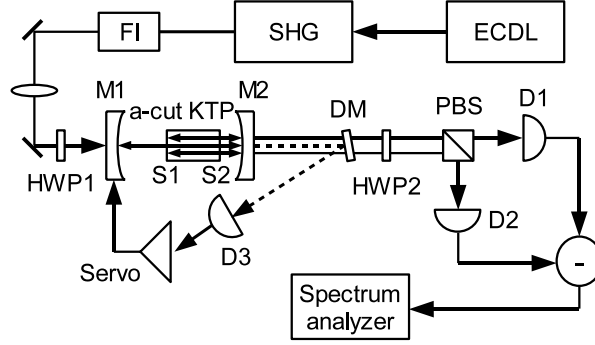 FI
SHG
ECDL
M1
a-cut KTP
M2
DM
PBS
D1
HWP1
S1
S2
HWP2
D2
D3
Servo
-
Spectrum
analyzer